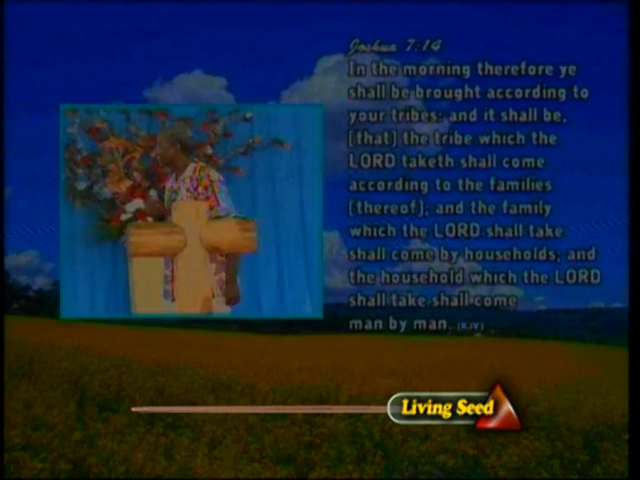 Joshua 7:14
In the morning therefore ye
shall be brought according to
your tribes: and it shall be,
[that] the tribe which the
LORD taketh shall come
according to the families
[thereof]; and the family
which the LORD shall take
shall come by households; and
the household which the LORD
shall take shall come
man by man. (KJV)
Living Seed